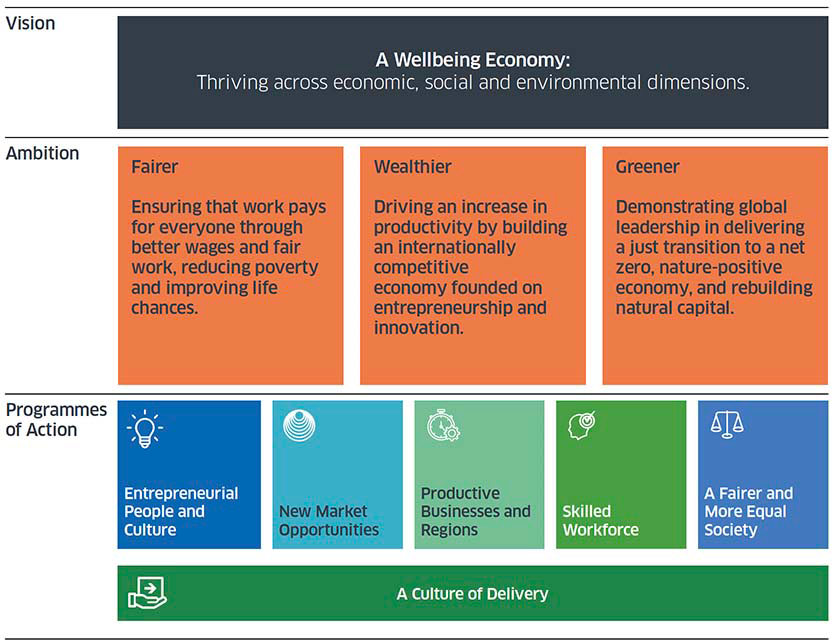 Vision
A Wellbeing Economy:
Thriving across economic, social and environmental dimensions.
Ambition
Fairer
Ensuring that work pays
for everyone through
better wages and fair
work, reducing poverty
and improving life
chances.
Wealthier
Driving an increase in
productivity by building
an internationally
competitive
economy founded on
entrepreneurship and
innovation.
Greener
Demonstrating global
leadership in delivering
a just transition to a net
zero, nature-positive
economy, and rebuilding
natural capital.
Programmes
of Action
Entrepreneurial
People and
Culture
New Market
Opportunities
Productive
Businesses and
Regions
Skilled
Workforce
A Fairer and
More Equal
Society
A Culture of Delivery